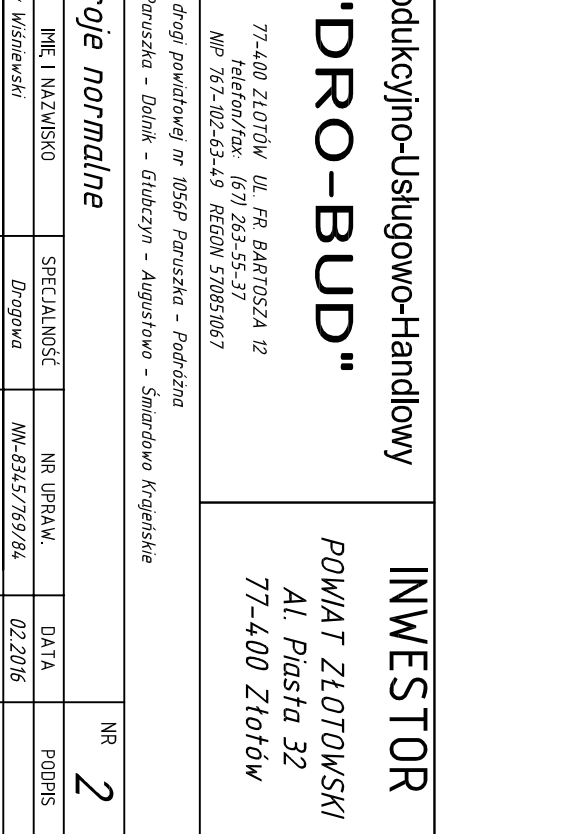 odukcyjno-Usługowo-Handlowy
"DRO-BUD"
77-400 ZŁOTÓW UL. FR. BARTOSZA 12
telefon/fax: (67) 263-55-37
NIP 767-102-63-49 REGON 570851067
INWESTOR
POWIAT ZŁOTOWSKI
Al. Piasta 32
77-400 Złotów
drogi powiatowej nr 1056P Paruszka - Podróżna
Paruszka - Dolnik - Głubczyn - Augustowo - Śmiardowo Krajeńskie
oje normalne
NR
2
IMIĘ I NAZWISKO SPECJALNOŚĆ NR UPRAW. DATA PODPIS
Wiśniewski Drogowa NN-8345/769/84 02.2016